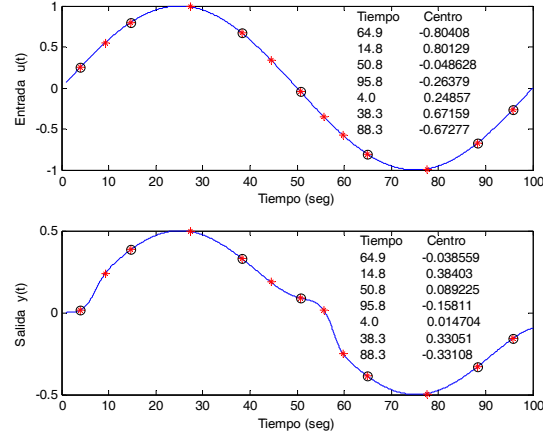 1
0.5
0
-0.5
-1
Entrada u(t)
Tiempo Centro
64.9 -0.80408
14.8 0.80129
50.8 -0.048628
95.8 -0.26379
4.0 0.24857
38.3 0.67159
88.3 -0.67277
0 10 20 30 40 50 60 70 80 90 100
Tiempo (seg)
0.5
0
-0.5
Salida y(t)
Tiempo Centro
64.9 -0.038559
14.8 0.38403
50.8 0.089225
95.8 -0.15811
4.0 0.014704
38.3 0.33051
88.3 -0.33108
0 10 20 30 40 50 60 70 80 90 100
Tiempo (seg)